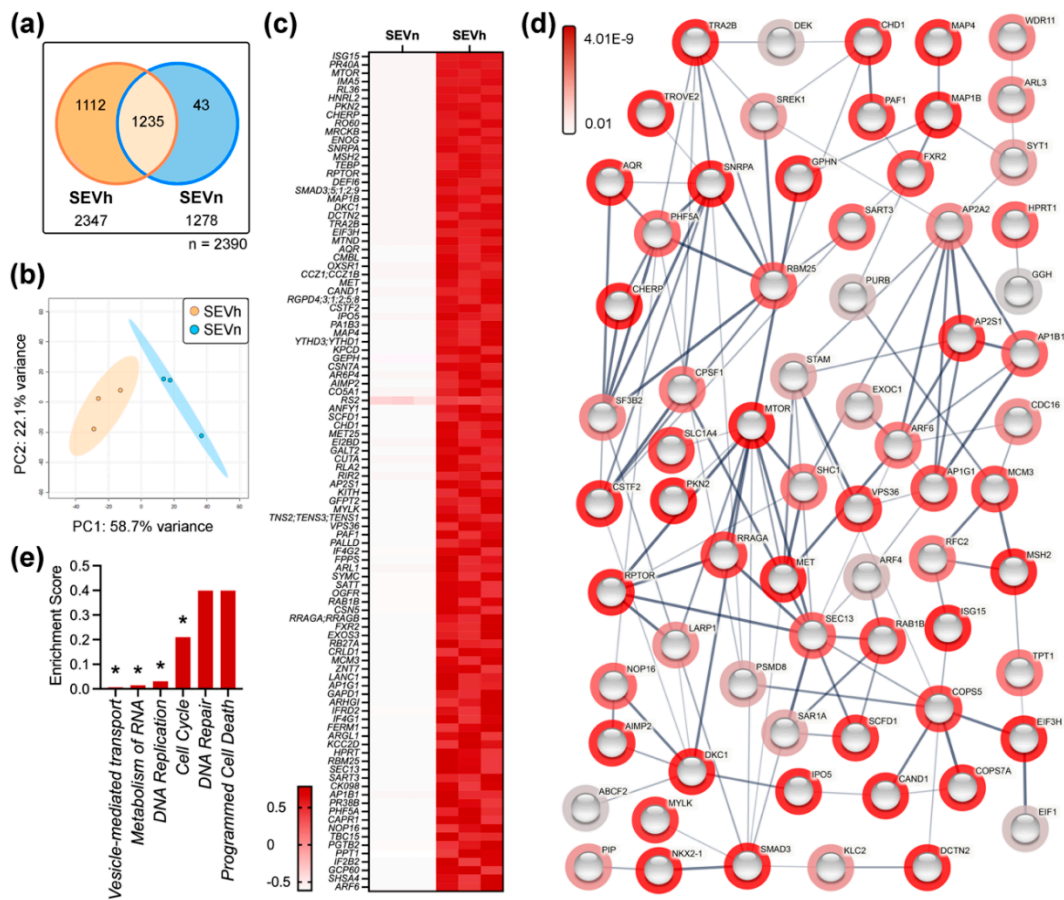 (a)
1112
1235
43
SEVh
SEVn
2347
1278
n = 2390
(b)
SEVh
SEVn
PC2: 22.1% variance
PC1: 58.7% variance
(e)
Enrichment Score
0.5
0.4
0.3
0.2
0.1
0.0
* * * *
Vesicle-mediated transport
Metabolism of RNA
DNA Replication
Cell Cycle
DNA Repair
Programmed Cell Death
(c)
SEVn SEVh
ISG15
PR40A
MTOR
IMA5
RL36
HNRL2
PKN2
CHERP
RO60
MRCKB
ENOG
SNRPA
MSH2
TEBP
RPTOR
DEFI6
SMAD3;5;1;2;9
MAP1B
DKC1
DCTN2
TRA2B
EIF3H
MTND
AQR
CMBL
OXSR1
CCZ1;CCZ1B
MET
CAND1
RGPD4;3;1;2;5;8
CSTF2
IPO5
PA1B3
MAP4
YTHD3;YTHD1
KPCD
GEPH
CSN7A
AR6P4
AIMP2
CO5A1
RS2
ANFY1
SCFD1
CHD1
MET25
EI2BD
GALT2
CUTA
RLA2
RIR2
AP2S1
KITH
GFPT2
MYLK
TNS2;TENS3;TENS1
VPS36
PAF1
PALLD
IF4G2
FPPS
ARL1
SYMC
SATT
OGFR
RAB1B
CSN5
RRAGA;RRAGB
FXR2
EXOS3
RB27A
CRLD1
MCM3
ZNT7
LANC1
AP1G1
GAPD1
ARHGI
IFRD2
IF4G1
FERM1
ARGL1
KCC2D
HPRT
RBM25
SEC13
SART3
CK098
AP1B1
PR38B
PHF5A
CAPR1
NOP16
TBC15
PGTB2
PPT1
IF2B2
GCP60
SHSA4
ARF6
0.5
0
-0.5
(d)
4.01E-9
0.01
TRA2B
DEK
CHD1
MAP4
WDR11
TROVE2
SREK1
PAF1
MAP1B
ARL3
AQR
SNRPA
GPHN
FXR2
SYT1
PHF5A
SART3
AP2A2
HPRT1
RBM25
PURB
GGH
CHERP
AP2S1
AP1B1
SF3B2
CPSF1
STAM
EXOC1
CDC16
MTOR
ARF6
SLC1A4
SHC1
CSTF2
PKN2
VPS36
AP1G1
MCM3
RRAGA
RFC2
MSH2
RPTOR
MET
ARF4
LARP1
SEC13
RAB1B
ISG15
NOP16
PSMD8
COPS5
TPT1
AIMP2
SAR1A
SCFD1
EIF3H
DKC1
IPO5
CAND1
COPS7A
ABCF2
MYLK
EIF1
PIP
NKX2-1
SMAD3
KLC2
DCTN2